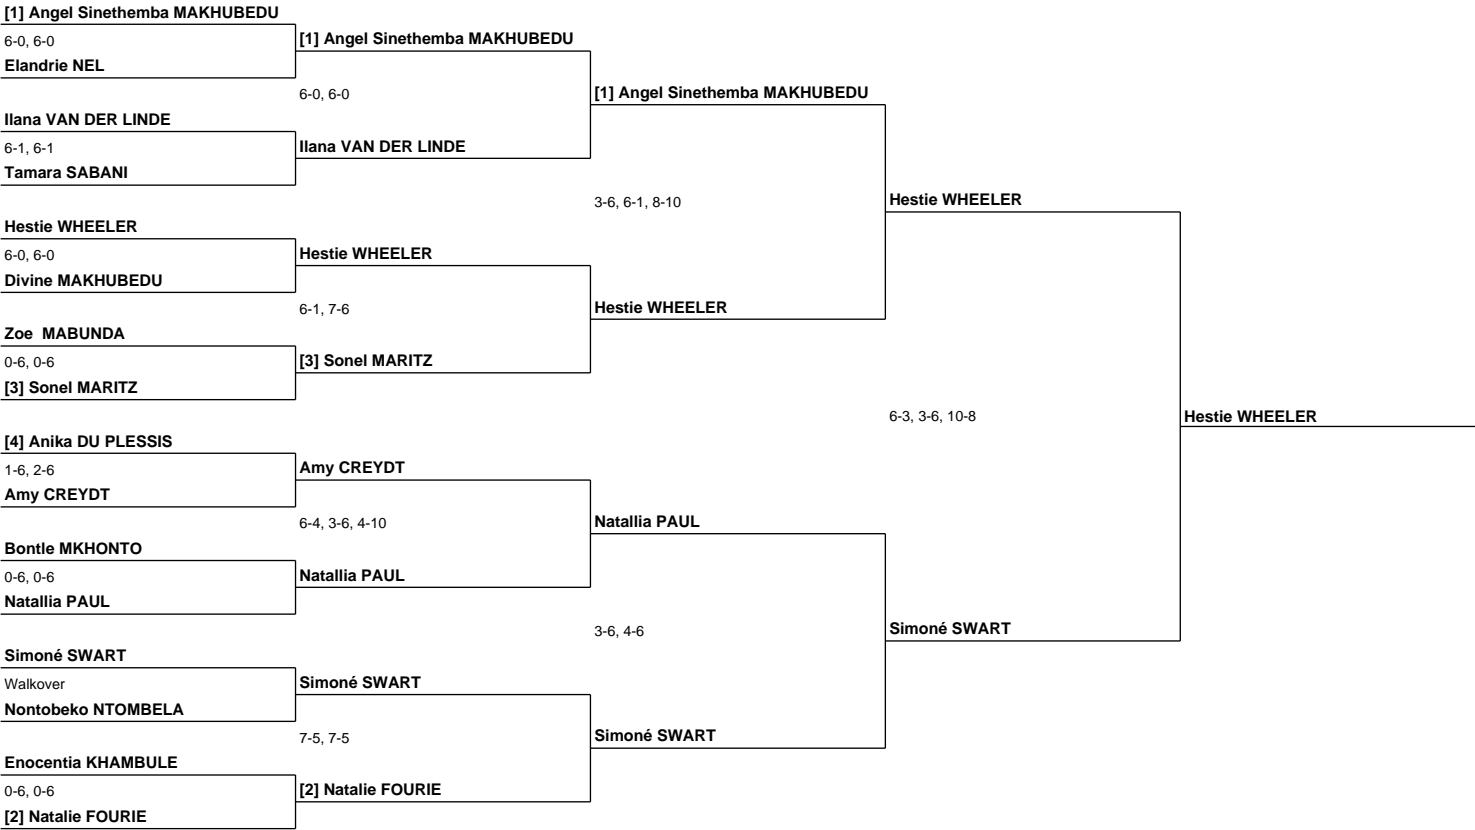 [1] Angel Sinethemba MAKHUBEDU
6-0, 6-0
Elandrie NEL
Ilana VAN DER LINDE
6-1, 6-1
Tamara SABANI
Hestie WHEELER
6-0, 6-0
Divine MAKHUBEDU
Zoe  MABUNDA
0-6, 0-6
[3] Sonel MARITZ
[4] Anika DU PLESSIS
1-6, 2-6
Amy CREYDT
Bontle MKHONTO
0-6, 0-6
Natallia PAUL
Simoné SWART
Walkover
Nontobeko NTOMBELA
Enocentia KHAMBULE
0-6, 0-6
[2] Natalie FOURIE
[1] Angel Sinethemba MAKHUBEDU
6-0, 6-0
Ilana VAN DER LINDE
Hestie WHEELER
6-1, 7-6
[3] Sonel MARITZ
Amy CREYDT
6-4, 3-6, 4-10
Natallia PAUL
Simoné SWART
7-5, 7-5
[2] Natalie FOURIE
[1] Angel Sinethemba MAKHUBEDU
3-6, 6-1, 8-10
Hestie WHEELER
Natallia PAUL
3-6, 4-6
Simoné SWART
Hestie WHEELER
6-3, 3-6, 10-8
Simoné SWART
Hestie WHEELER